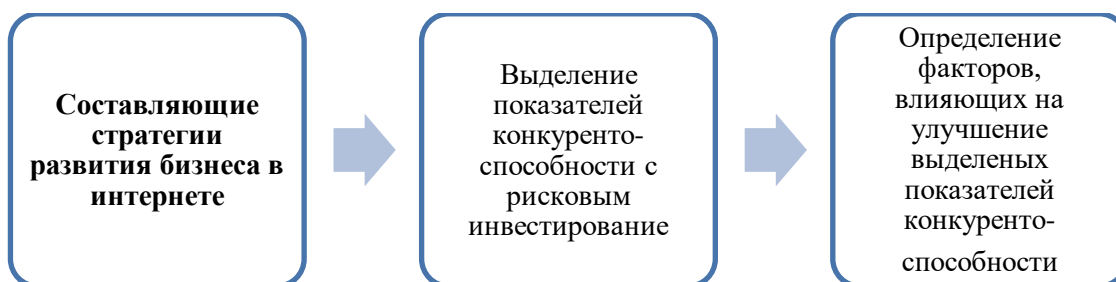 Составляющие
стратегии
развития бизнеса в
интернете
Выделение
показателей
конкуренто-
способности с
рисковым
инвестирование
Определение
факторов,
влияющих на
улучшение
выделеных
показателей
конкуренто-
способности